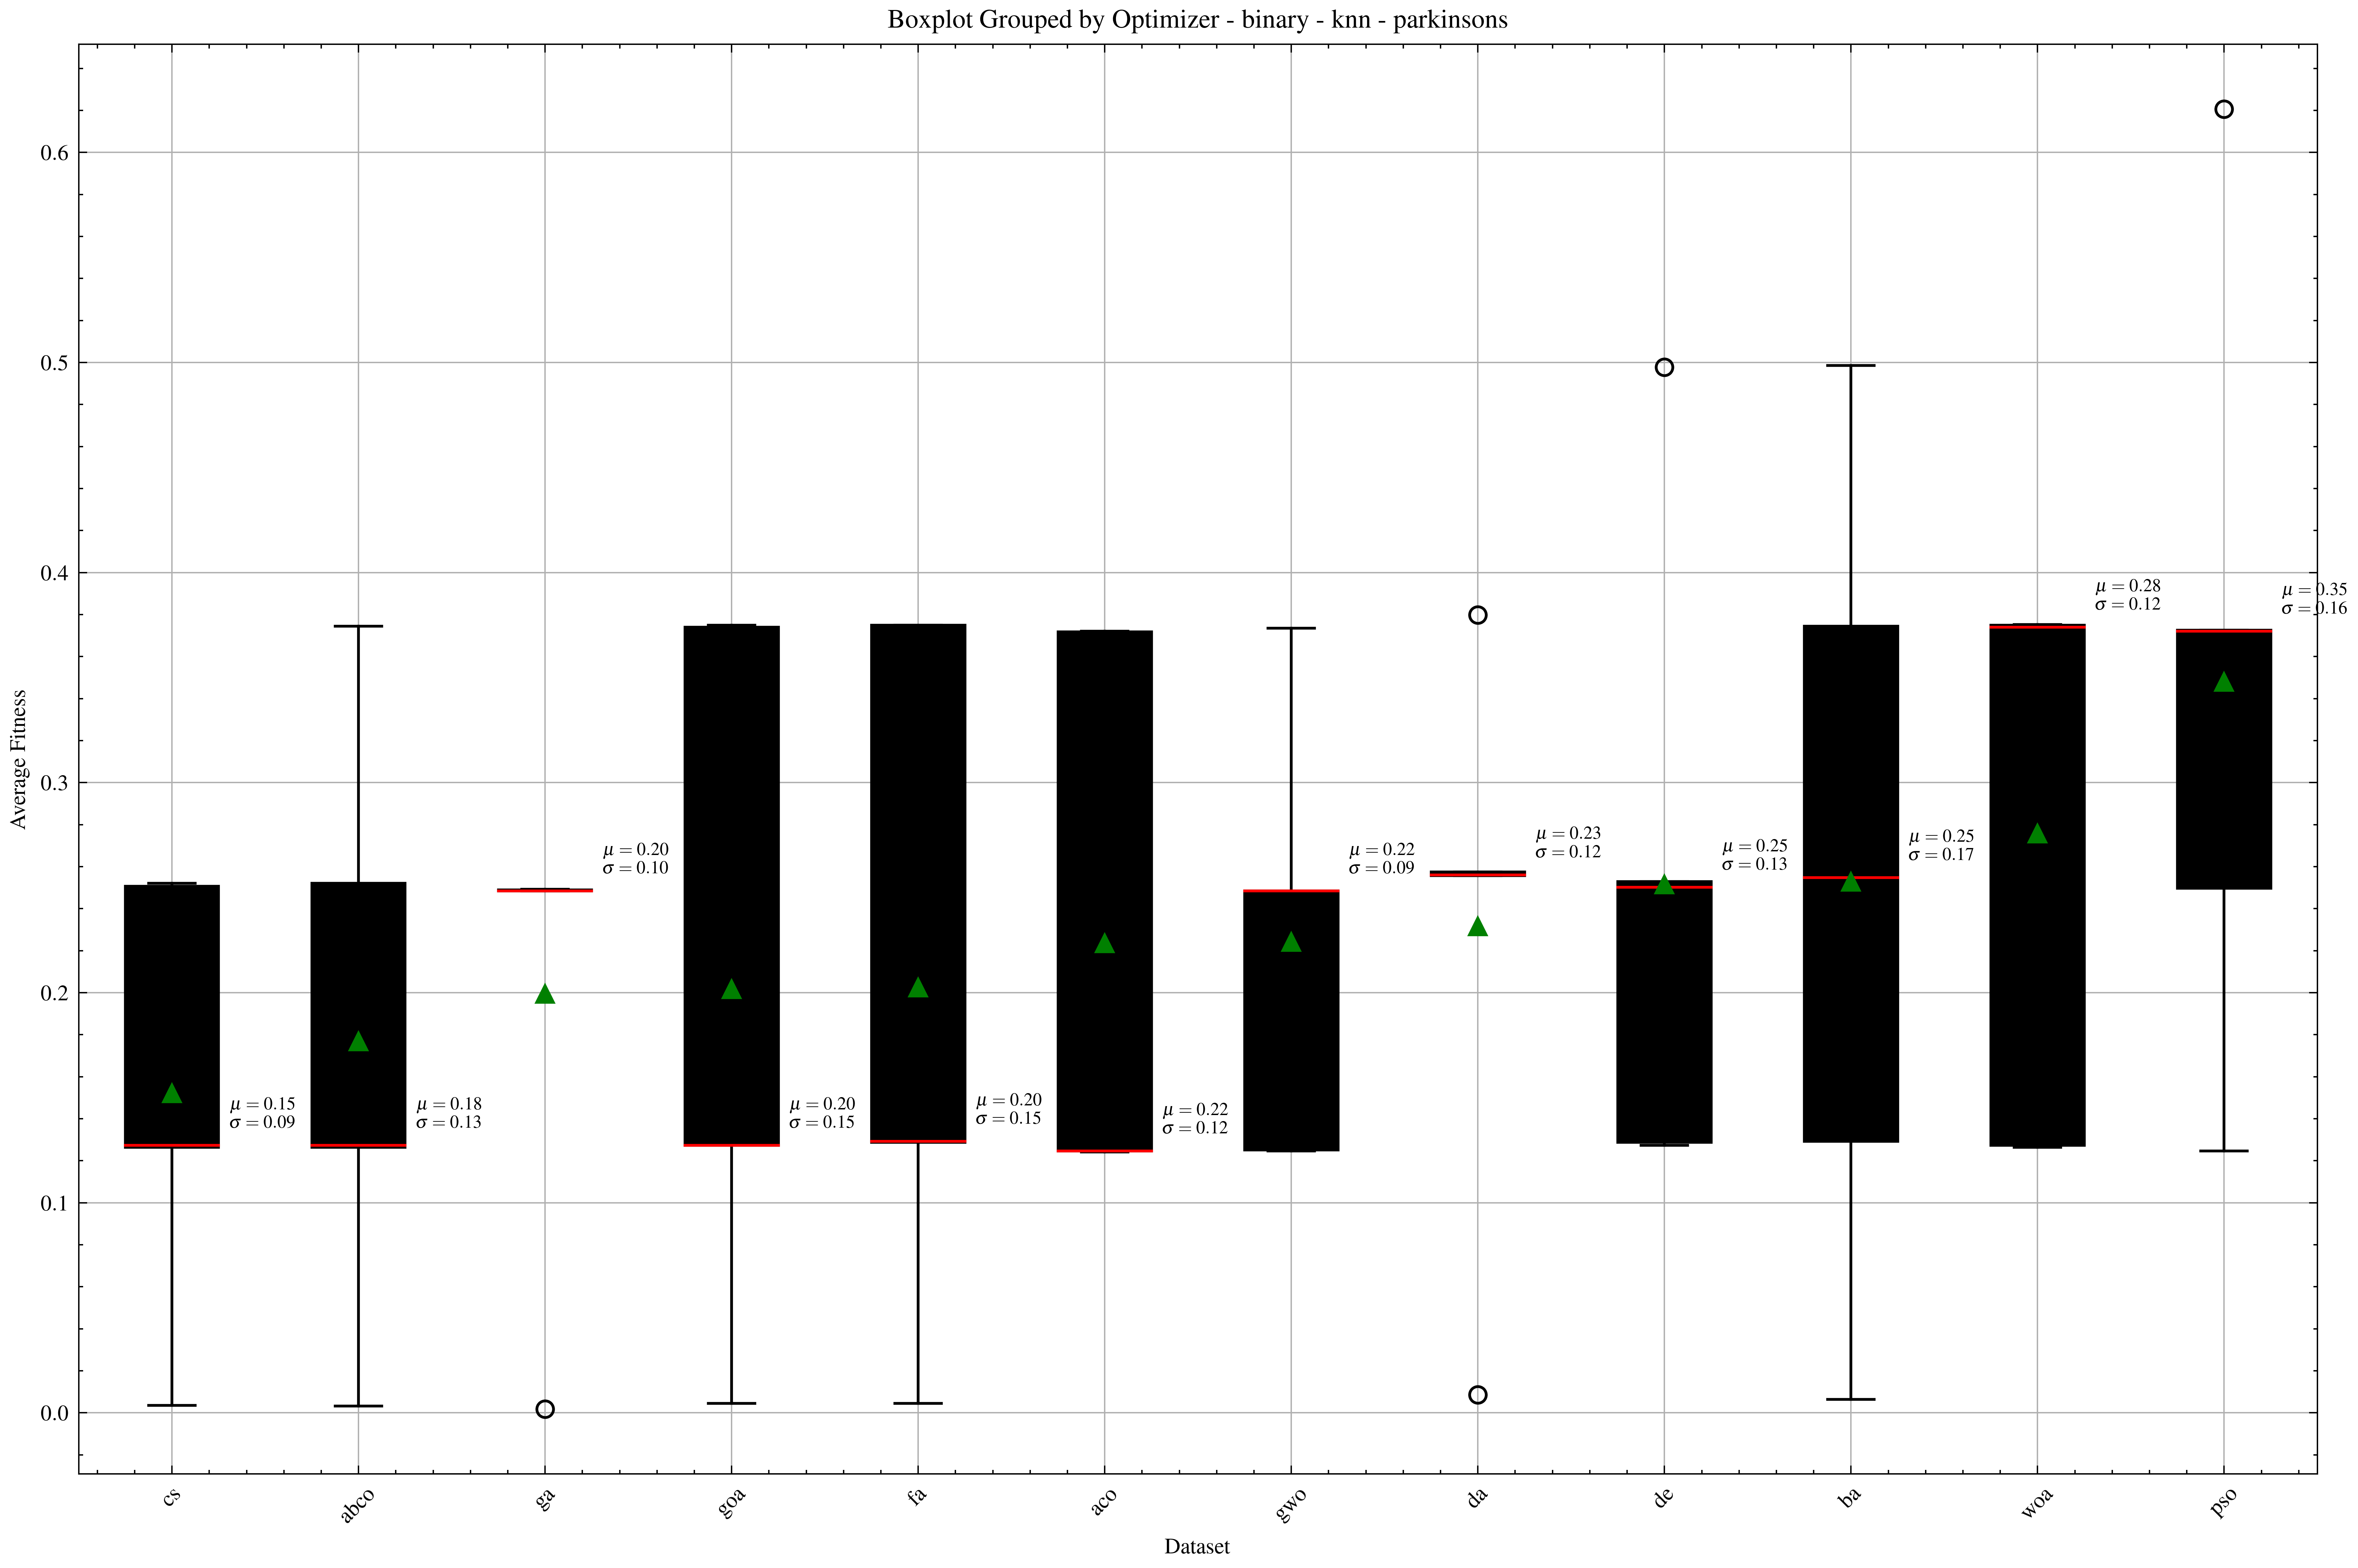 Boxplot Grouped by Optimizer - binary - knn - parkinsons
Average Fitness
0.6
0.5
0.4
0.3
0.2
0.1
0.0
μ = 0.15
σ = 0.09
μ = 0.18
σ = 0.13
μ = 0.20
σ = 0.10
μ = 0.20
σ = 0.15
μ = 0.20
σ = 0.15
μ = 0.22
σ = 0.12
μ = 0.22
σ = 0.09
μ = 0.23
σ = 0.12
μ = 0.25
σ = 0.13
μ = 0.25
σ = 0.17
μ = 0.28
σ = 0.12
μ = 0.35
σ = 0.16
cs
abco
ga
goa
fa
aco
gwo
da
de
ba
woa
pso
Dataset